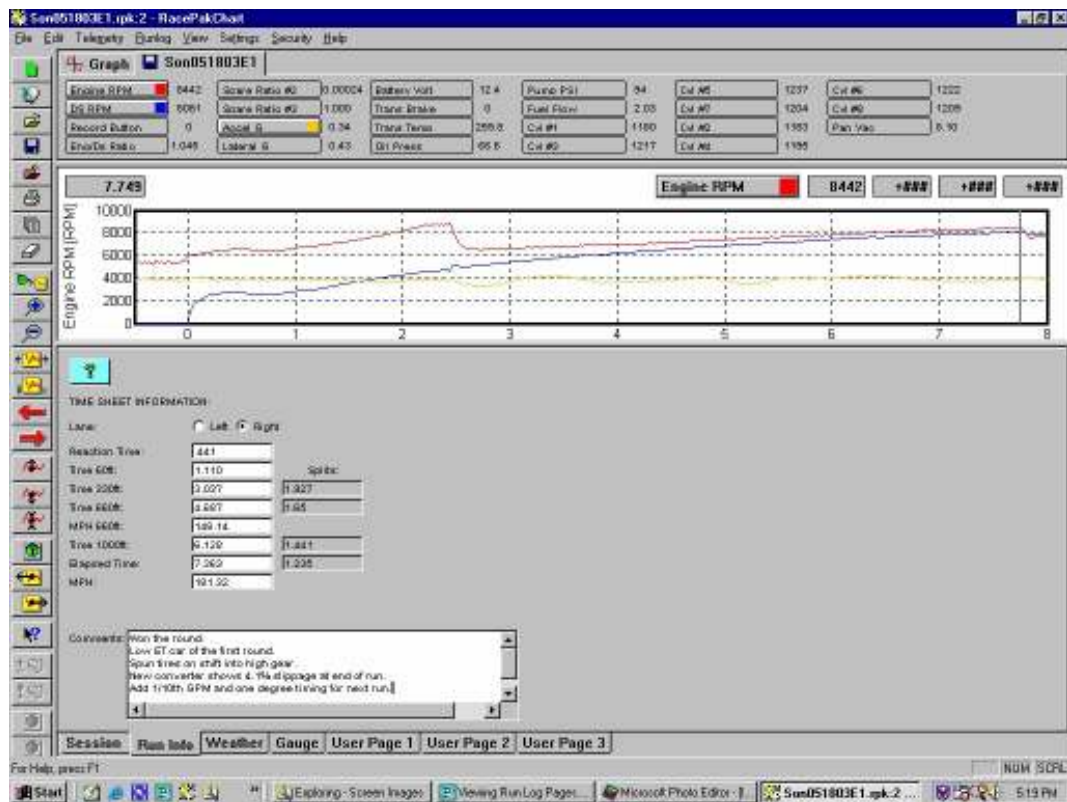 Son051803E1.rpk:2 - RacePakChart
File Edit Telemetry Runlog View Settings Security Help
Graph Son051803E1
Engine RPM 8442 Scare Ratio #2 0.00024 Battery Volt 12.4 Pump PSI 94 Cyl #5 1237 Cyl #6 1222
DS RPM 8061 Scare Ratio #3 1.000 Trans Brake 0 Fuel Flow 2.03 Cyl #7 1204 Cyl #8 1209
Record Button 0 Accel G 0.34 Trans Temp 255.8 Cyl #1 1180 Cyl #2 1183 Pan Vac 8.10
Eng/Ds Ratio 1.046 Lateral G 0.43 Oil Press 66.6 Cyl #3 1217 Cyl #4 1195
7.749 Engine RPM 8442 +### +### +###
Engine RPM [RPM]
10000
8000
6000
4000
2000
0
0 1 2 3 4 5 6 7 8
?
TIME SHEET INFORMATION:
Lane: Left Right
Reaction Time: .441
Time 60ft: 1.110 Splits:
Time 330ft: 3.037 1.927
Time 660ft: 4.687 1.65
MPH 660ft: 149.14
Time 1000ft: 6.128 1.441
Elapsed Time: 7.363 1.235
MPH 181.32
Comments: Won the round.
Low ET car of the first round.
Spun tires on shift into high gear.
New converter shows 4.1% slippage at end of run.
Add 1/10th GPM and one degree timing for next run.
Session Run Info Weather Gauge User Page 1 User Page 2 User Page 3
For Help, press F1 NUM SCRL
Start Exploring - Screen Images Viewing Run Log Pages... Microsoft Photo Editor - [... Son051803E1.rpk:2 ... 5:19 PM